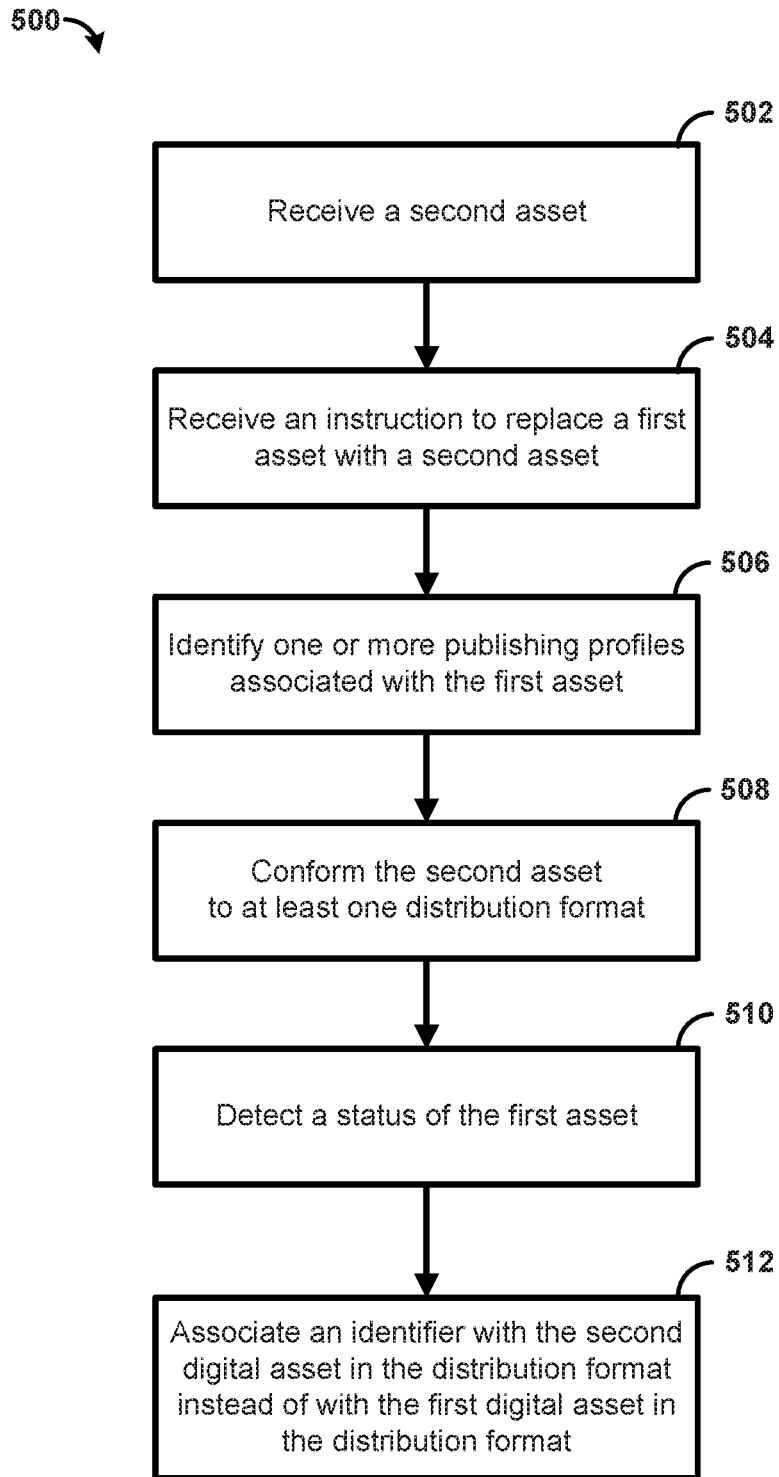 500
502
Receive a second asset
504
Receive an instruction to replace a first
asset with a second asset
506
Identify one or more publishing profiles
associated with the first asset
508
Conform the second asset
to at least one distribution format
510
Detect a status of the first asset
512
Associate an identifier with the second
digital asset in the distribution format
instead of with the first digital asset in
the distribution format